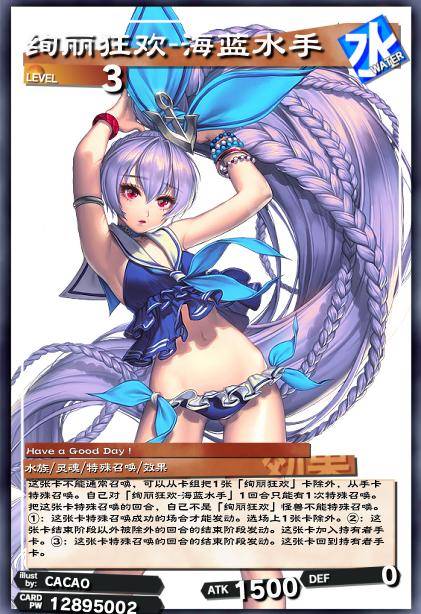 绚丽狂欢-海蓝水手
水
WATER
LEVEL
3
Have a Good Day !
水族/灵魂/特殊召唤/效果
效果
这张卡不能通常召唤，可以从卡组把1张「绚丽狂欢」卡除外，从手卡
特殊召唤。自己对「绚丽狂欢-海蓝水手」1回合只能有1次特殊召唤。
把这张卡特殊召唤的回合，自己不是「绚丽狂欢」怪兽不能特殊召唤。
①：这张卡特殊召唤成功的场合才能发动。选场上1张卡除外。②：这
张卡结束阶段以外被除外的回合的结束阶段发动。这张卡加入持有者手
卡。③：这张卡特殊召唤的回合的结束阶段发动。这张卡回到持有者手
卡。
illust by: CACAO
ATK 1500
DEF 0
CARD PW 12895002